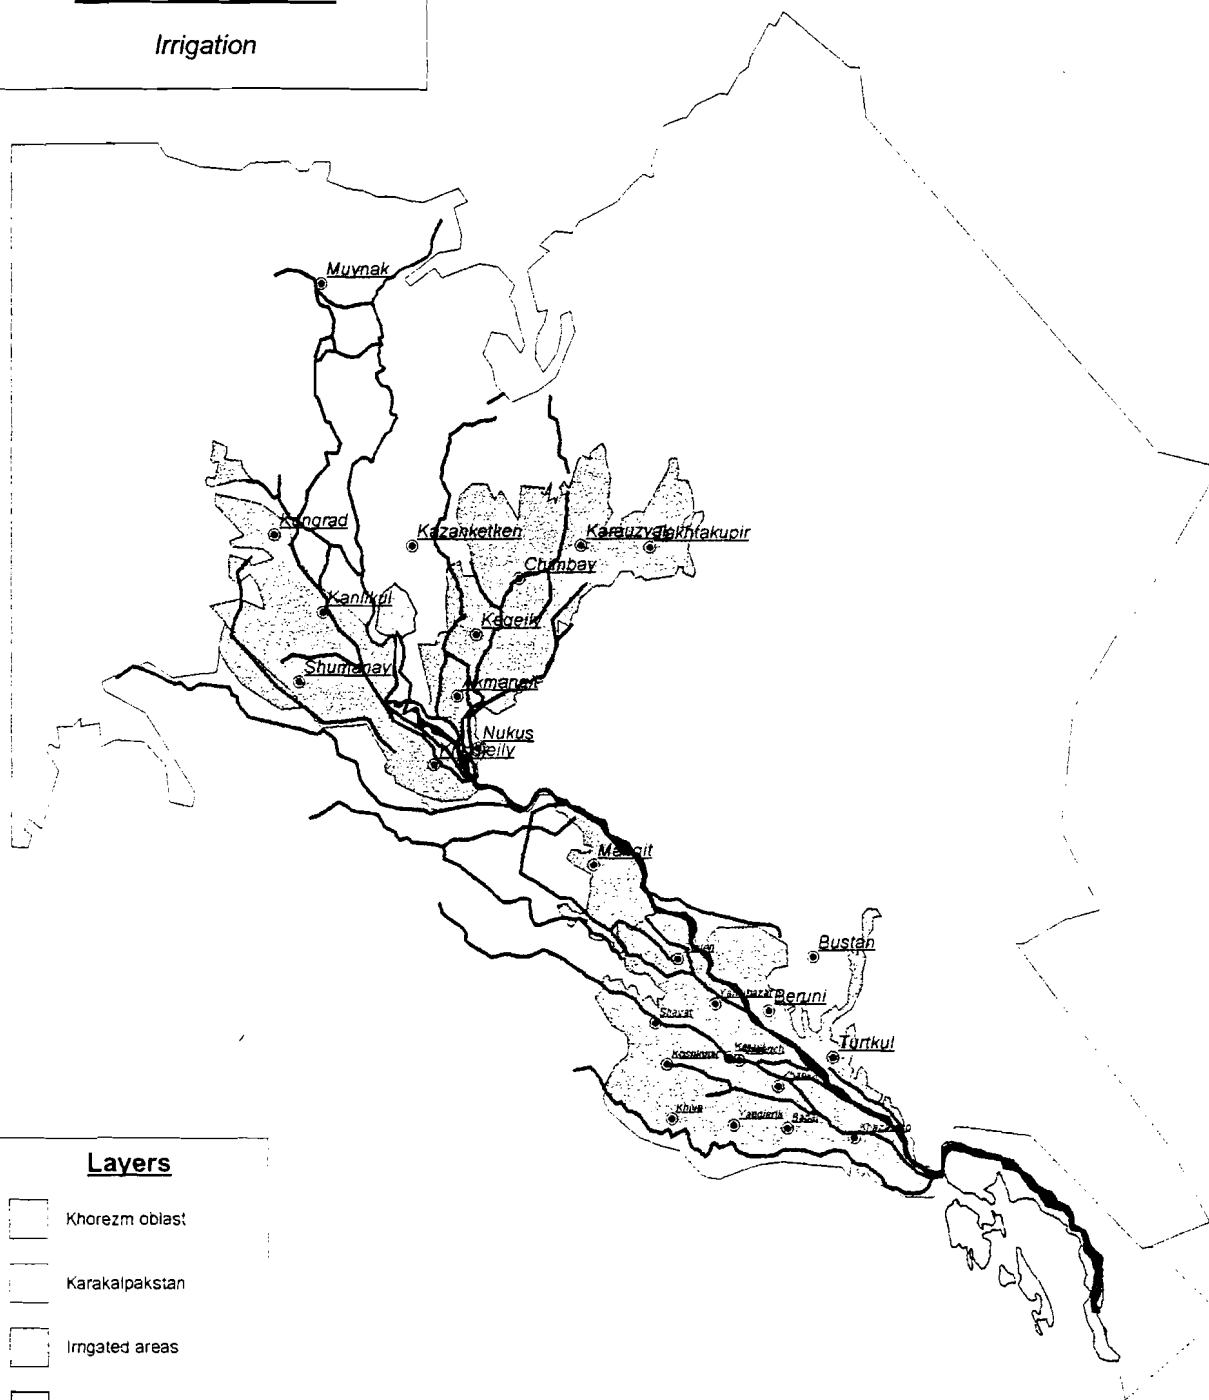 Irrigation
Muynak
Kungrad
Kazanketken
Karauzyak
Takhtakupir
Chimbay
Kanlikul
Kegeily
Shumanay
Akmangit
Nukus
Mangit
Bustan
Beruni
Shavat
Turtkul
Khiva
Layers
Khorezm oblast
Karakalpakstan
Irrigated areas